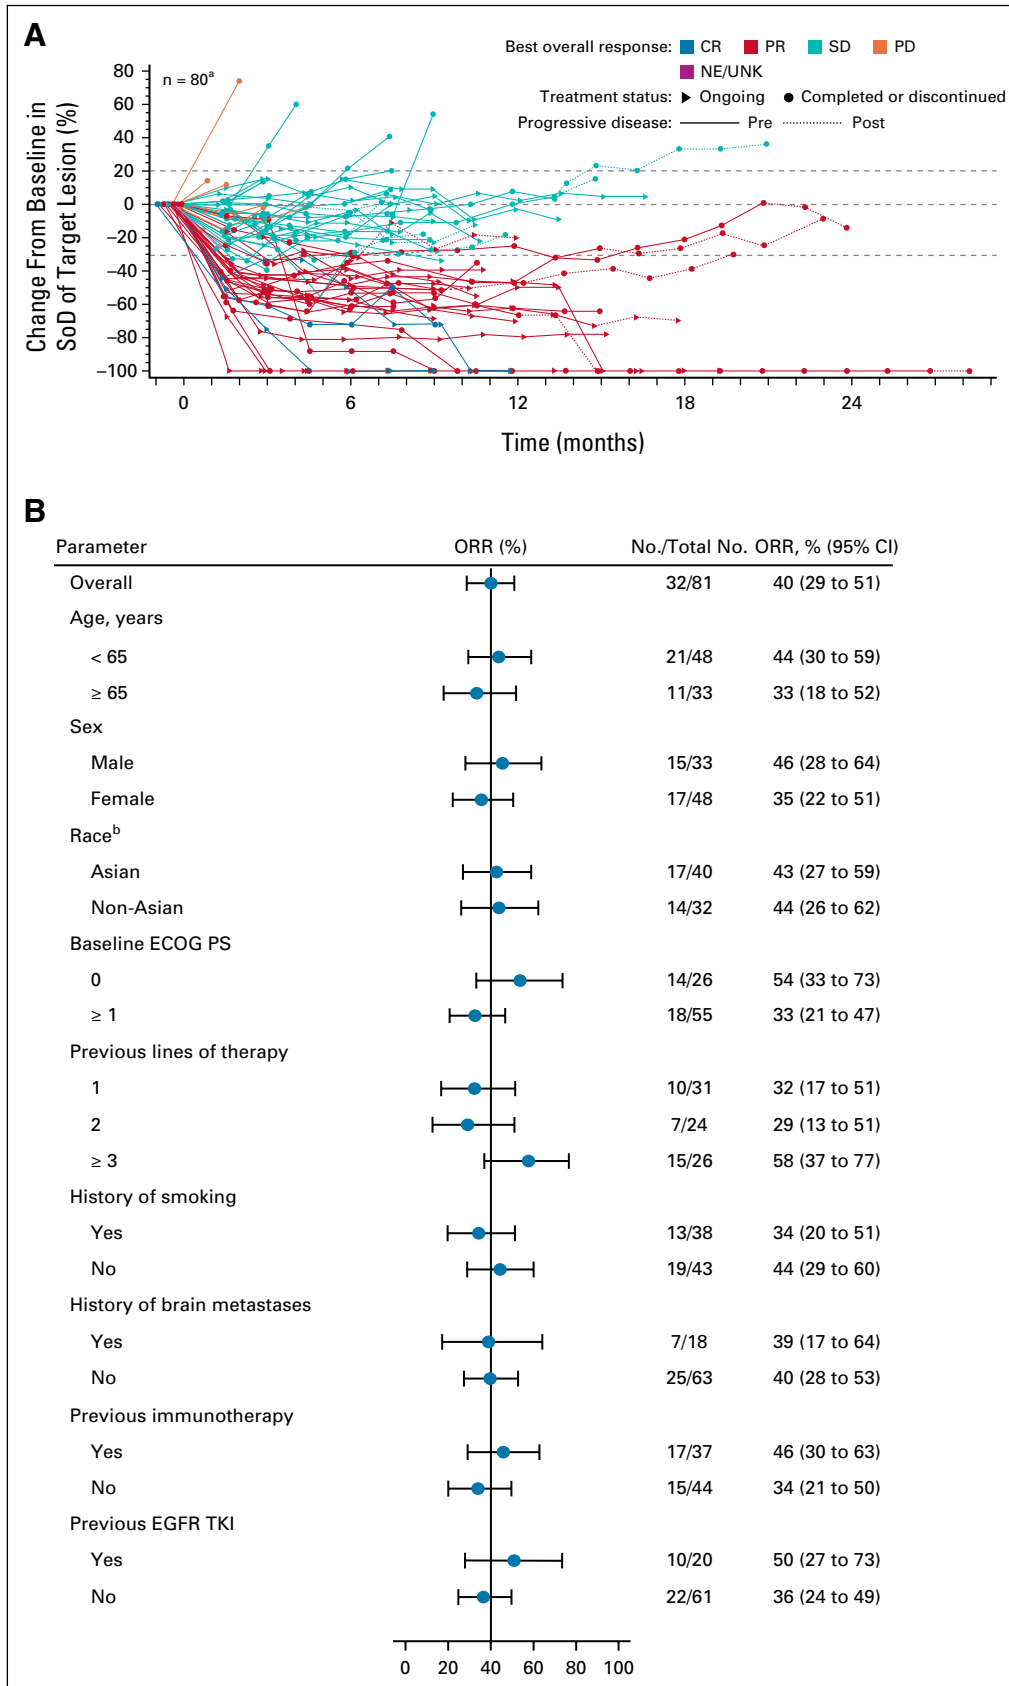 A
Best overall response: CR PR SD PD
NE/UNK
Treatment status: Ongoing Completed or discontinued
Progressive disease: Pre Post
n = 80a
Change From Baseline in
SoD of Target Lesion (%)
80
60
40
20
0
−20
−40
−60
−80
−100
0 6 12 18 24
Time (months)
B
Parameter ORR (%) No./Total No. ORR, % (95% CI)
Overall 32/81 40 (29 to 51)
Age, years
< 65 21/48 44 (30 to 59)
≥ 65 11/33 33 (18 to 52)
Sex
Male 15/33 46 (28 to 64)
Female 17/48 35 (22 to 51)
Raceb
Asian 17/40 43 (27 to 59)
Non-Asian 14/32 44 (26 to 62)
Baseline ECOG PS
0 14/26 54 (33 to 73)
≥ 1 18/55 33 (21 to 47)
Previous lines of therapy
1 10/31 32 (17 to 51)
2 7/24 29 (13 to 51)
≥ 3 15/26 58 (37 to 77)
History of smoking
Yes 13/38 34 (20 to 51)
No 19/43 44 (29 to 60)
History of brain metastases
Yes 7/18 39 (17 to 64)
No 25/63 40 (28 to 53)
Previous immunotherapy
Yes 17/37 46 (30 to 63)
No 15/44 34 (21 to 50)
Previous EGFR TKI
Yes 10/20 50 (27 to 73)
No 22/61 36 (24 to 49)
0 20 40 60 80 100